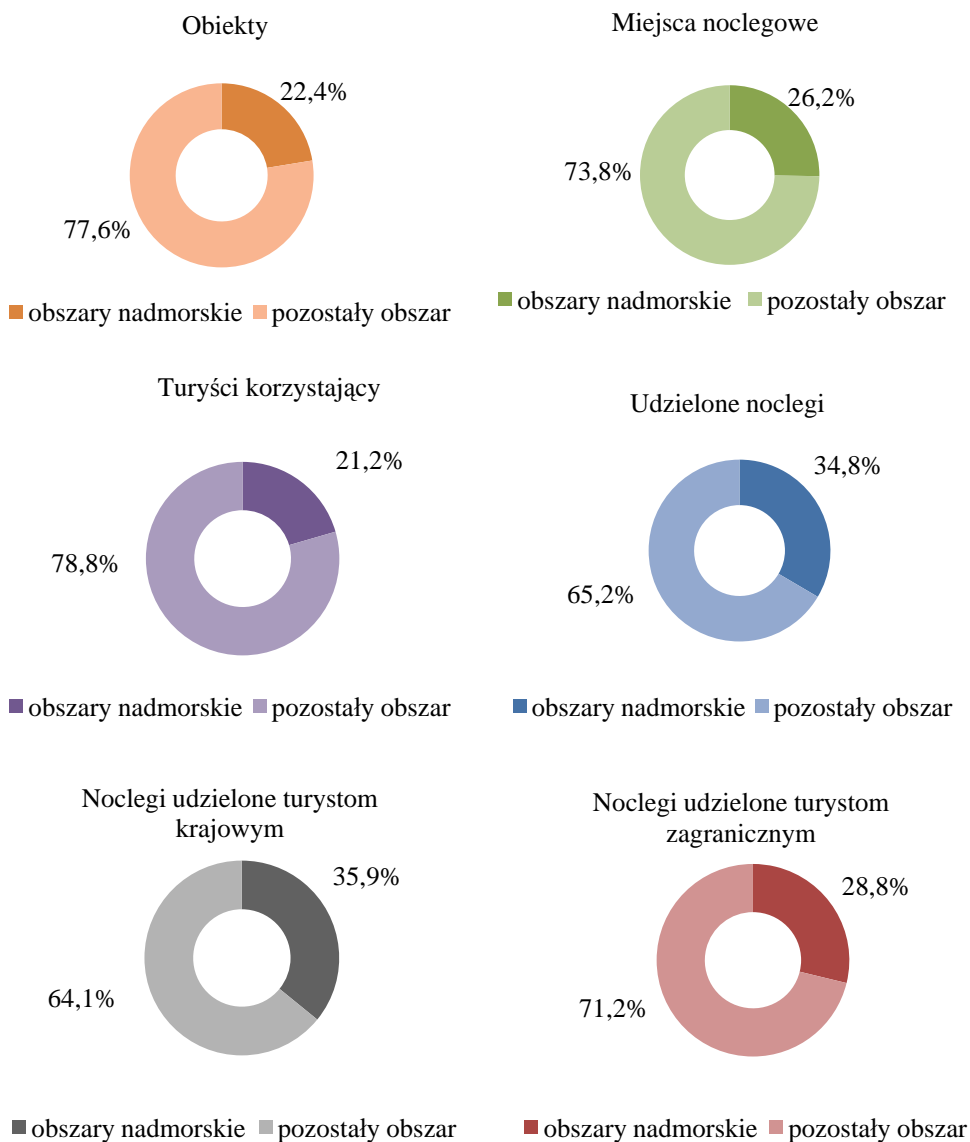 Obiekty
22,4%
77,6%
obszary nadmorskie pozostały obszar
Miejsca noclegowe
26,2%
73,8%
obszary nadmorskie pozostały obszar
Turyści korzystający
21,2%
78,8%
obszary nadmorskie pozostały obszar
Udzielone noclegi
34,8%
65,2%
obszary nadmorskie pozostały obszar
Noclegi udzielone turystom
krajowym
35,9%
64,1%
obszary nadmorskie pozostały obszar
Noclegi udzielone turystom
zagranicznym
28,8%
71,2%
obszary nadmorskie pozostały obszar